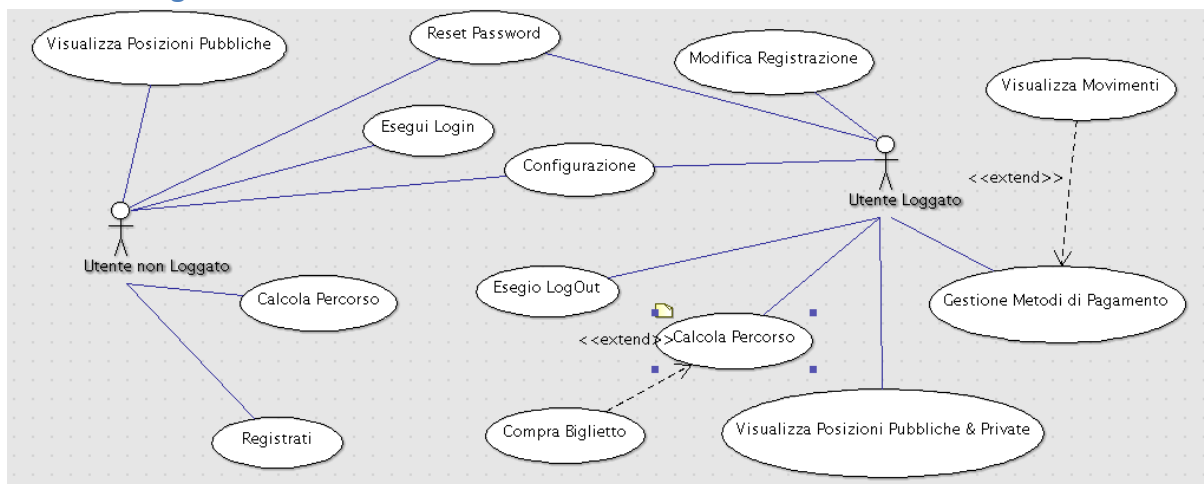 Visualizza Posizioni Pubbliche
Reset Password
Modifica Registrazione
Visualizza Movimenti
Esegui Login
Configurazione
<<extend>>
Utente Loggato
Utente non Loggato
Calcola Percorso
Esegio LogOut
Gestione Metodi di Pagamento
<<extend>>
Calcola Percorso
Registrati
Compra Biglietto
Visualizza Posizioni Pubbliche & Private